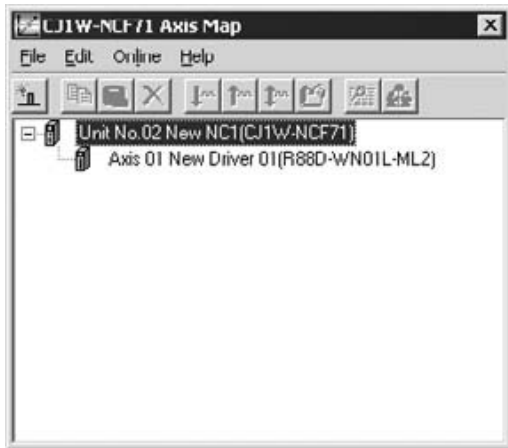 CJ1W-NCF71 Axis Map
File Edit Online Help
Unit No.02 New NC1(CJ1W-NCF71)
Axis 01 New Driver 01(R88D-WN01L-ML2)